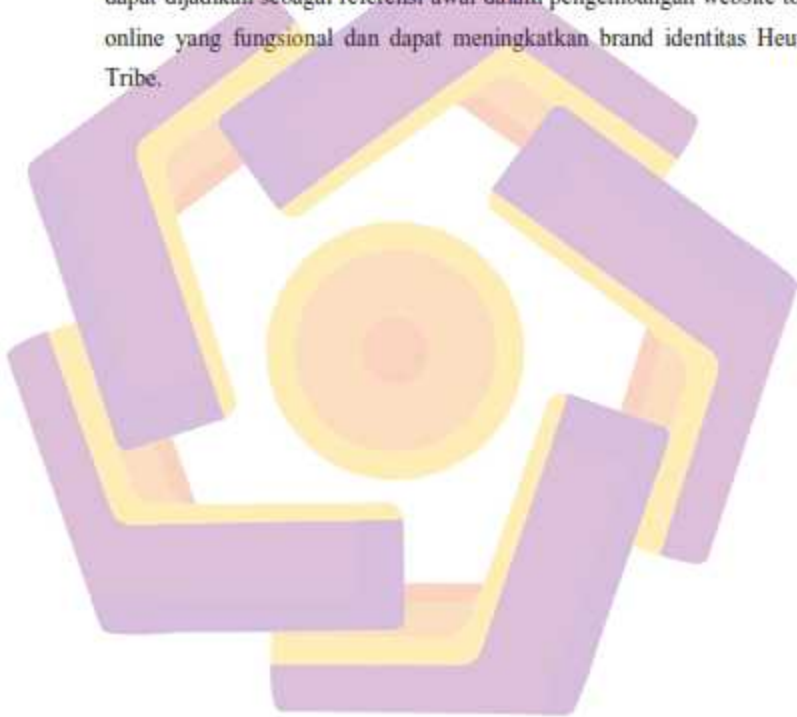 dapat dijadikan sebagai referensi awal dalam pengembangan website
online yang fungsional dan dapat meningkatkan brand identitas
Tribe.